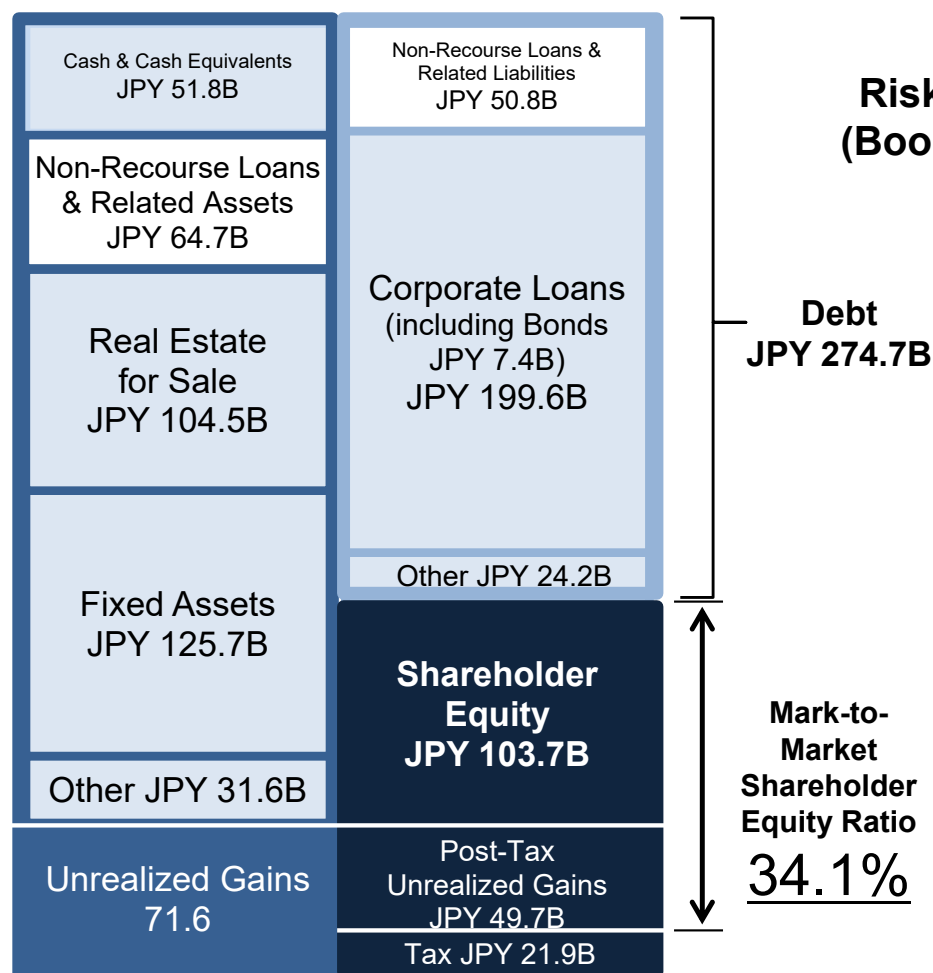 Cash & Cash Equivalents
JPY 51.8B
Non-Recourse Loans
& Related Assets
JPY 64.7B
Real Estate
for Sale
JPY 104.5B
Fixed Assets
JPY 125.7B
Other JPY 31.6B
Unrealized Gains
71.6
Non-Recourse Loans &
Related Liabilities
JPY 50.8B
Corporate Loans
(including Bonds
JPY 7.4B)
JPY 199.6B
Other JPY 24.2B
Shareholder
Equity
JPY 103.7B
Post-Tax
Unrealized Gains
JPY 49.7B
Tax JPY 21.9B
Risk
(Boo
Debt
JPY 274.7B
Mark-to-
Market
Shareholder
Equity Ratio
34.1%